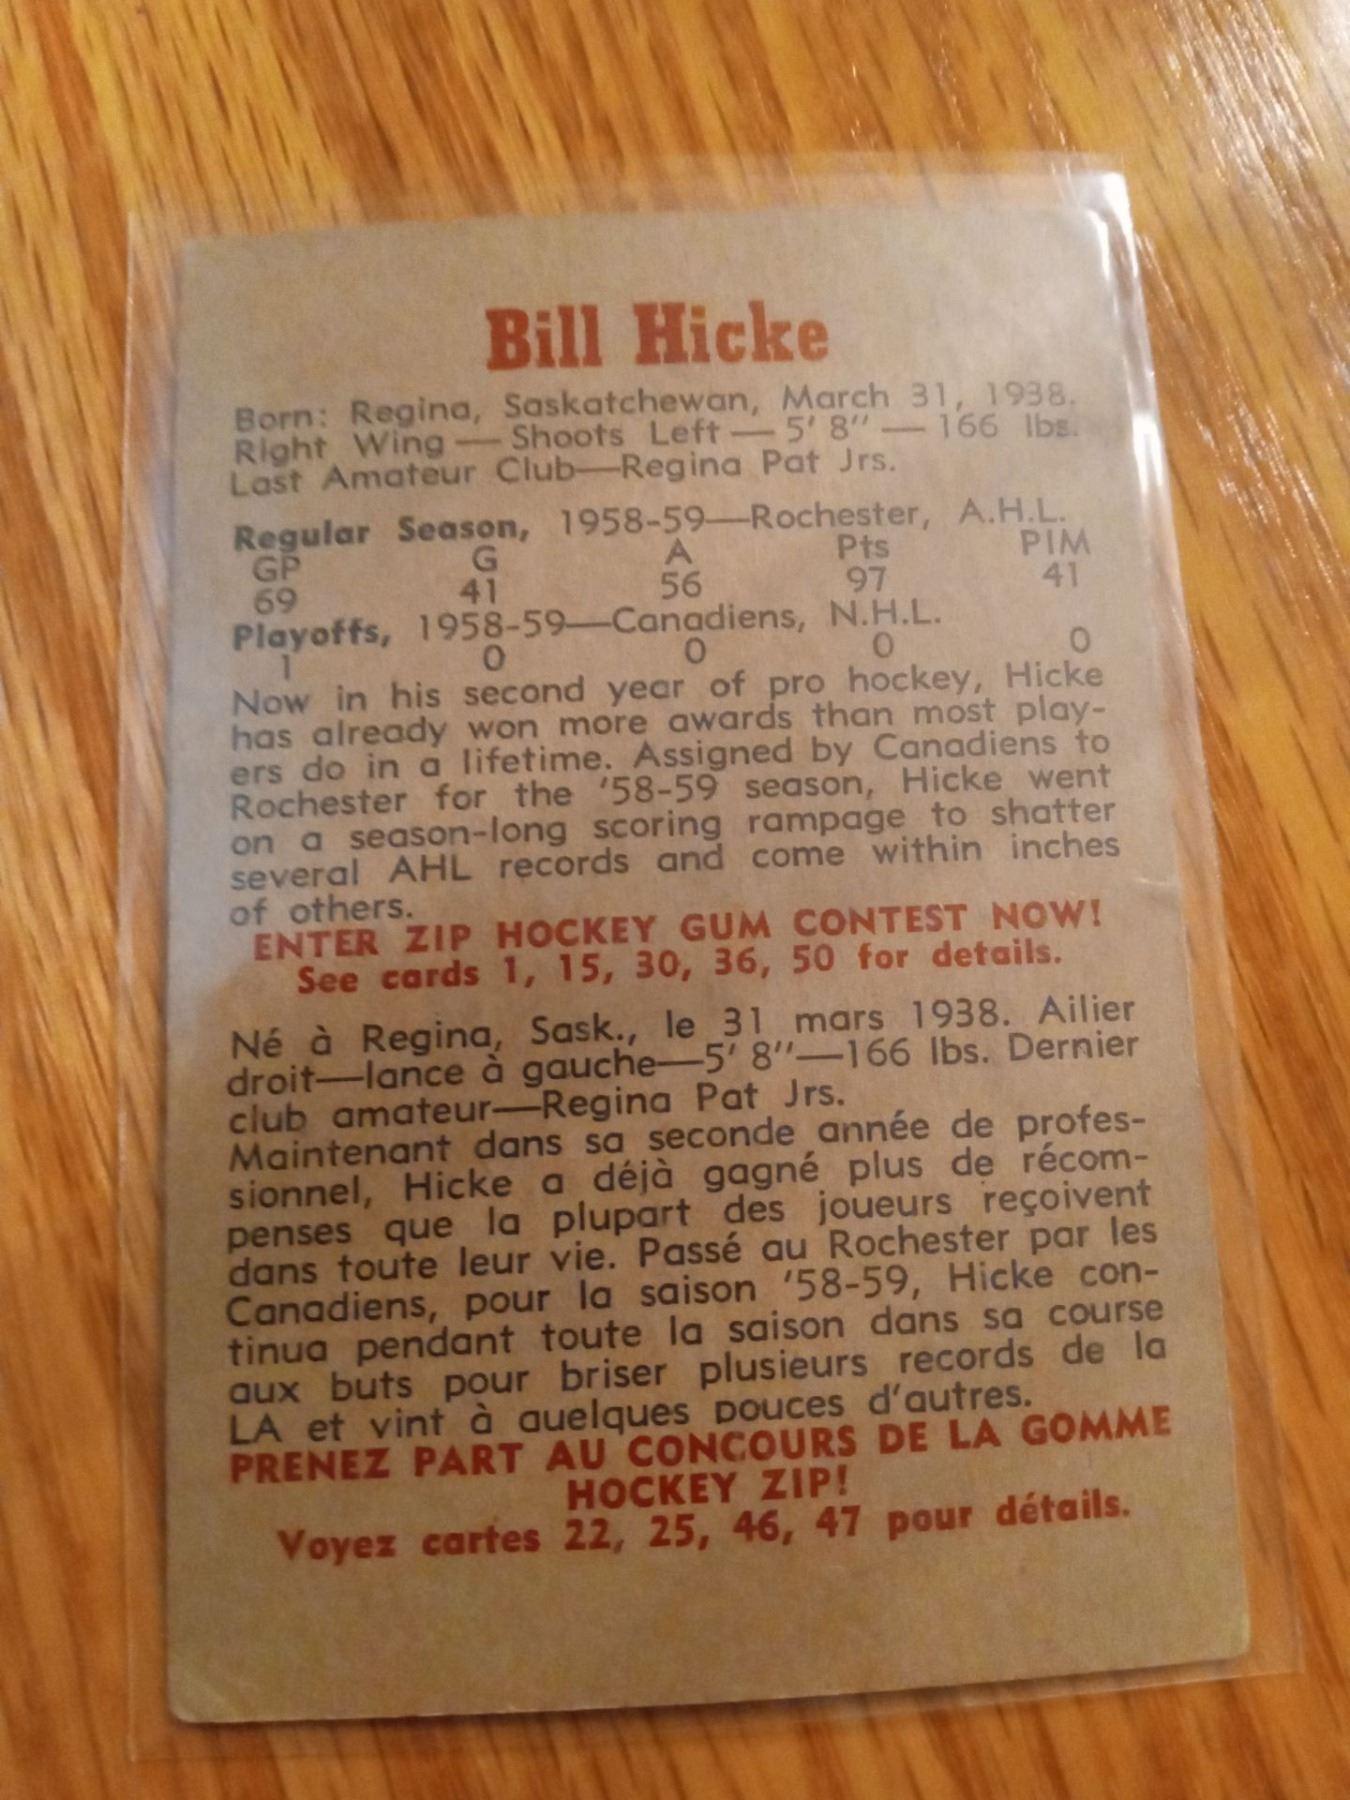 Bill Hicke
Born: Regina, Saskatchewan, March 31, 1938.
Right Wing — Shoots Left — 5' 8" — 166 lbs.
Last Amateur Club—Regina Pat Jrs.
Regular Season, 1958-59—Rochester, A.H.L.
GP G A Pts PIM
69 41 56 97 41
Playoffs, 1958-59—Canadiens, N.H.L.
1 0 0 0 0
Now in his second year of pro hockey, Hicke
has already won more awards than most play-
ers do in a lifetime. Assigned by Canadiens to
Rochester for the '58-59 season, Hicke went
on a season-long scoring rampage to shatter
several AHL records and come within inches
of others.
ENTER ZIP HOCKEY GUM CONTEST NOW!
See cards 1, 15, 30, 36, 50 for details.
Né à Regina, Sask., le 31 mars 1938. Ailier
droit—lance à gauche—5' 8"—166 lbs. Dernier
club amateur—Regina Pat Jrs.
Maintenant dans sa seconde année de profes-
sionnel, Hicke a déjà gagné plus de récom-
penses que la plupart des joueurs reçoivent
dans toute leur vie. Passé au Rochester par les
Canadiens, pour la saison '58-59, Hicke con-
tinua pendant toute la saison dans sa course
aux buts pour briser plusieurs records de la
LA et vint à quelques pouces d'autres.
PRENEZ PART AU CONCOURS DE LA GOMME
HOCKEY ZIP!
Voyez cartes 22, 25, 46, 47 pour détails.